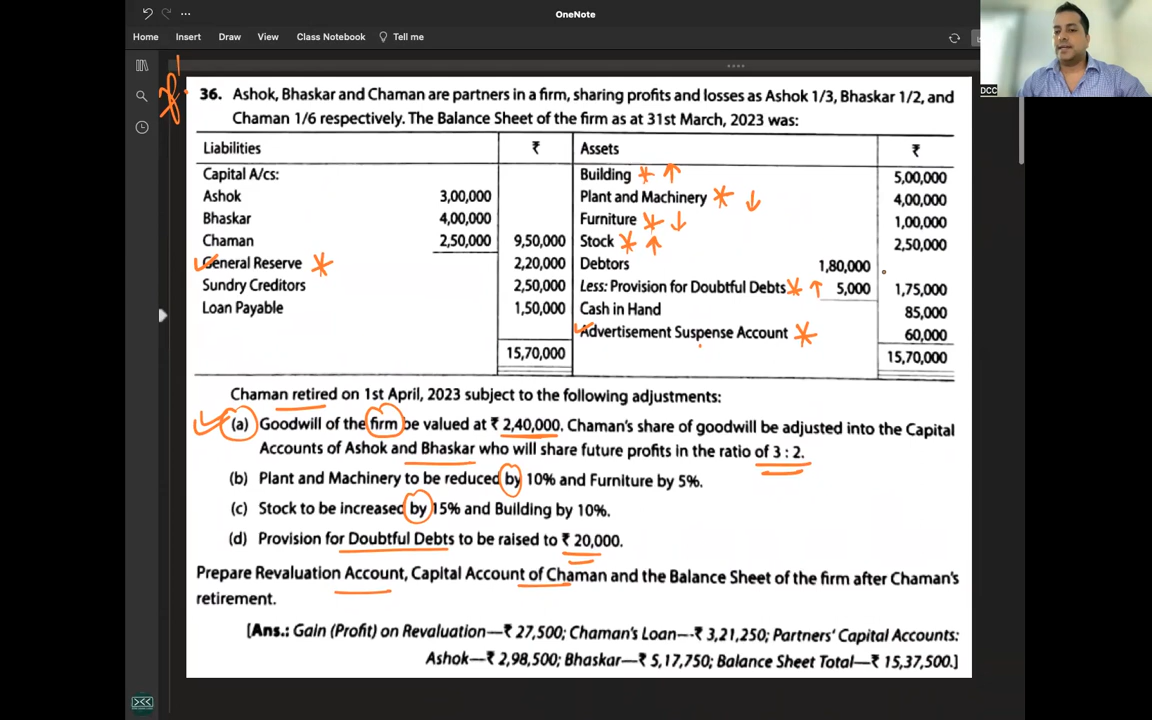 OneNote
Home Insert Draw View Class Notebook Tell me
DCC
36. Ashok, Bhaskar and Chaman are partners in a firm, sharing profits and losses as Ashok 1/3, Bhaskar 1/2, and
Chaman 1/6 respectively. The Balance Sheet of the firm as at 31st March, 2023 was:
Liabilities ₹ Assets ₹
Capital A/cs: Building 5,00,000
Ashok 3,00,000 Plant and Machinery 4,00,000
Bhaskar 4,00,000 Furniture 1,00,000
Chaman 2,50,000 9,50,000 Stock 2,50,000
General Reserve 2,20,000 Debtors 1,80,000
Sundry Creditors 2,50,000 Less: Provision for Doubtful Debts 5,000 1,75,000
Loan Payable 1,50,000 Cash in Hand 85,000
Advertisement Suspense Account 60,000
15,70,000 15,70,000
Chaman retired on 1st April, 2023 subject to the following adjustments:
(a) Goodwill of the firm be valued at ₹ 2,40,000. Chaman's share of goodwill be adjusted into the Capital
Accounts of Ashok and Bhaskar who will share future profits in the ratio of 3 : 2.
(b) Plant and Machinery to be reduced by 10% and Furniture by 5%.
(c) Stock to be increased by 15% and Building by 10%.
(d) Provision for Doubtful Debts to be raised to ₹ 20,000.
Prepare Revaluation Account, Capital Account of Chaman and the Balance Sheet of the firm after Chaman's
retirement.
[Ans.: Gain (Profit) on Revaluation—₹ 27,500; Chaman's Loan—₹ 3,21,250; Partners' Capital Accounts:
Ashok—₹ 2,98,500; Bhaskar—₹ 5,17,750; Balance Sheet Total—₹ 15,37,500.]